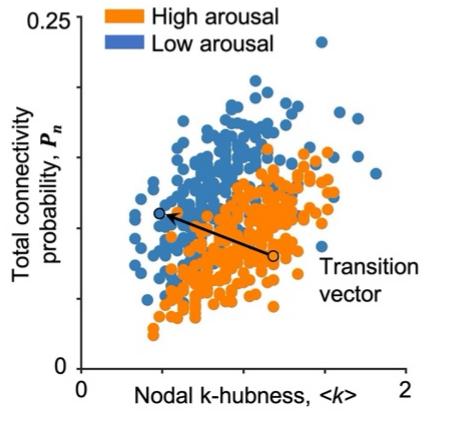 0.25
High arousal
Low arousal
Total connectivity
probability, Pn
Transition
vector
0
0
2
Nodal k-hubness, <k>